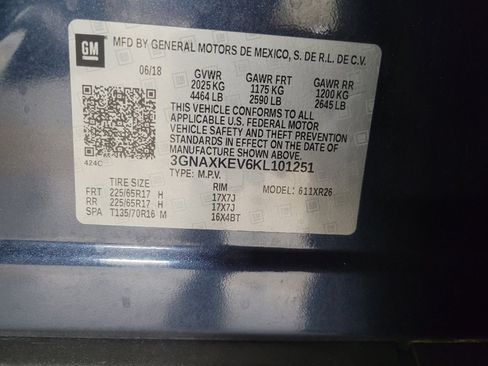 GM
MFD BY GENERAL MOTORS DE MEXICO, S. DE R.L. DE C.V.
06/18 GVWR GAWR FRT GAWR RR
2025 KG 1175 KG 1200 KG
4464 LB 2590 LB 2645 LB
THIS VEHICLE CONFORMS TO ALL
APPLICABLE U.S. FEDERAL MOTOR
VEHICLE SAFETY AND THEFT PREVENTION
STANDARDS IN EFFECT ON THE DATE OF
MANUFACTURE SHOWN ABOVE.
424C 3GNAXKEV6KL101251
TYPE: M.P.V. MODEL: 611XR26
TIRE SIZE RIM
FRT 225/65R17 H 17X7J
RR 225/65R17 H 17X7J
SPA T135/70R16 M 16X4BT